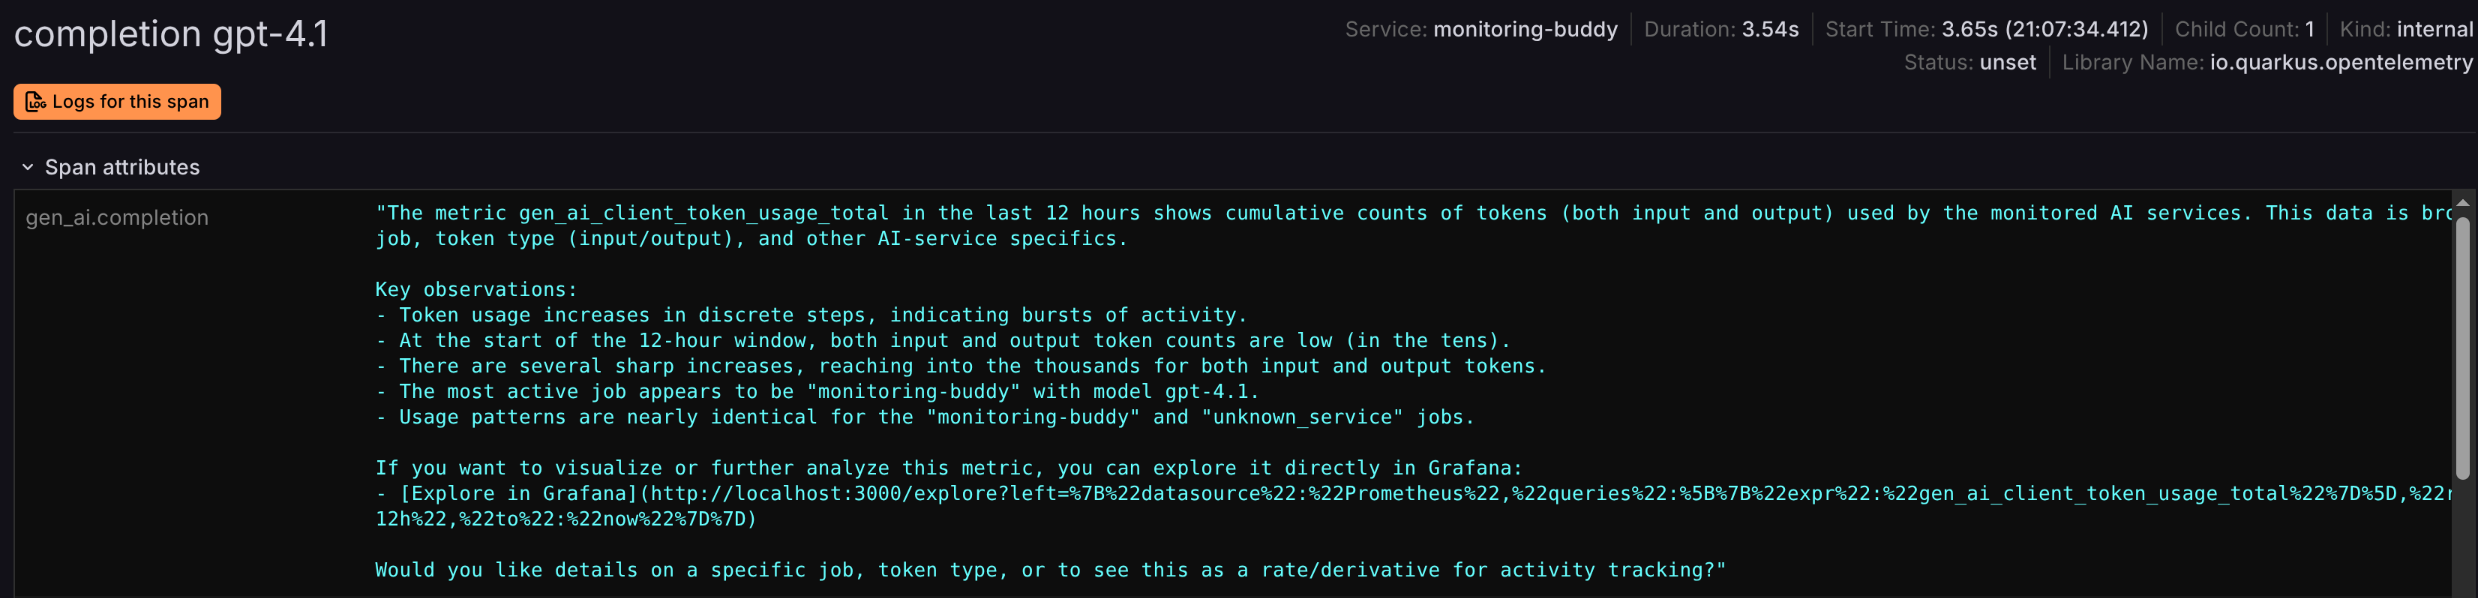 completion gpt-4.1
Service: monitoring-buddy Duration: 3.54s Start Time: 3.65s (21:07:34.412) Child Count: 1 Kind: internal
Status: unset Library Name: io.quarkus.opentelemetry
Logs for this span
Span attributes
gen_ai.completion
"The metric gen_ai_client_token_usage_total in the last 12 hours shows cumulative counts of tokens (both input and output) used by the monitored AI services. This data is bro
job, token type (input/output), and other AI-service specifics.
Key observations:
- Token usage increases in discrete steps, indicating bursts of activity.
- At the start of the 12-hour window, both input and output token counts are low (in the tens).
- There are several sharp increases, reaching into the thousands for both input and output tokens.
- The most active job appears to be "monitoring-buddy" with model gpt-4.1.
- Usage patterns are nearly identical for the "monitoring-buddy" and "unknown_service" jobs.
If you want to visualize or further analyze this metric, you can explore it directly in Grafana:
- [Explore in Grafana](http://localhost:3000/explore?left=%7B%22datasource%22:%22Prometheus%22,%22queries%22:%5B%7B%22expr%22:%22gen_ai_client_token_usage_total%22%7D%5D,%22r
12h%22,%22to%22:%22now%22%7D%7D)
Would you like details on a specific job, token type, or to see this as a rate/derivative for activity tracking?"